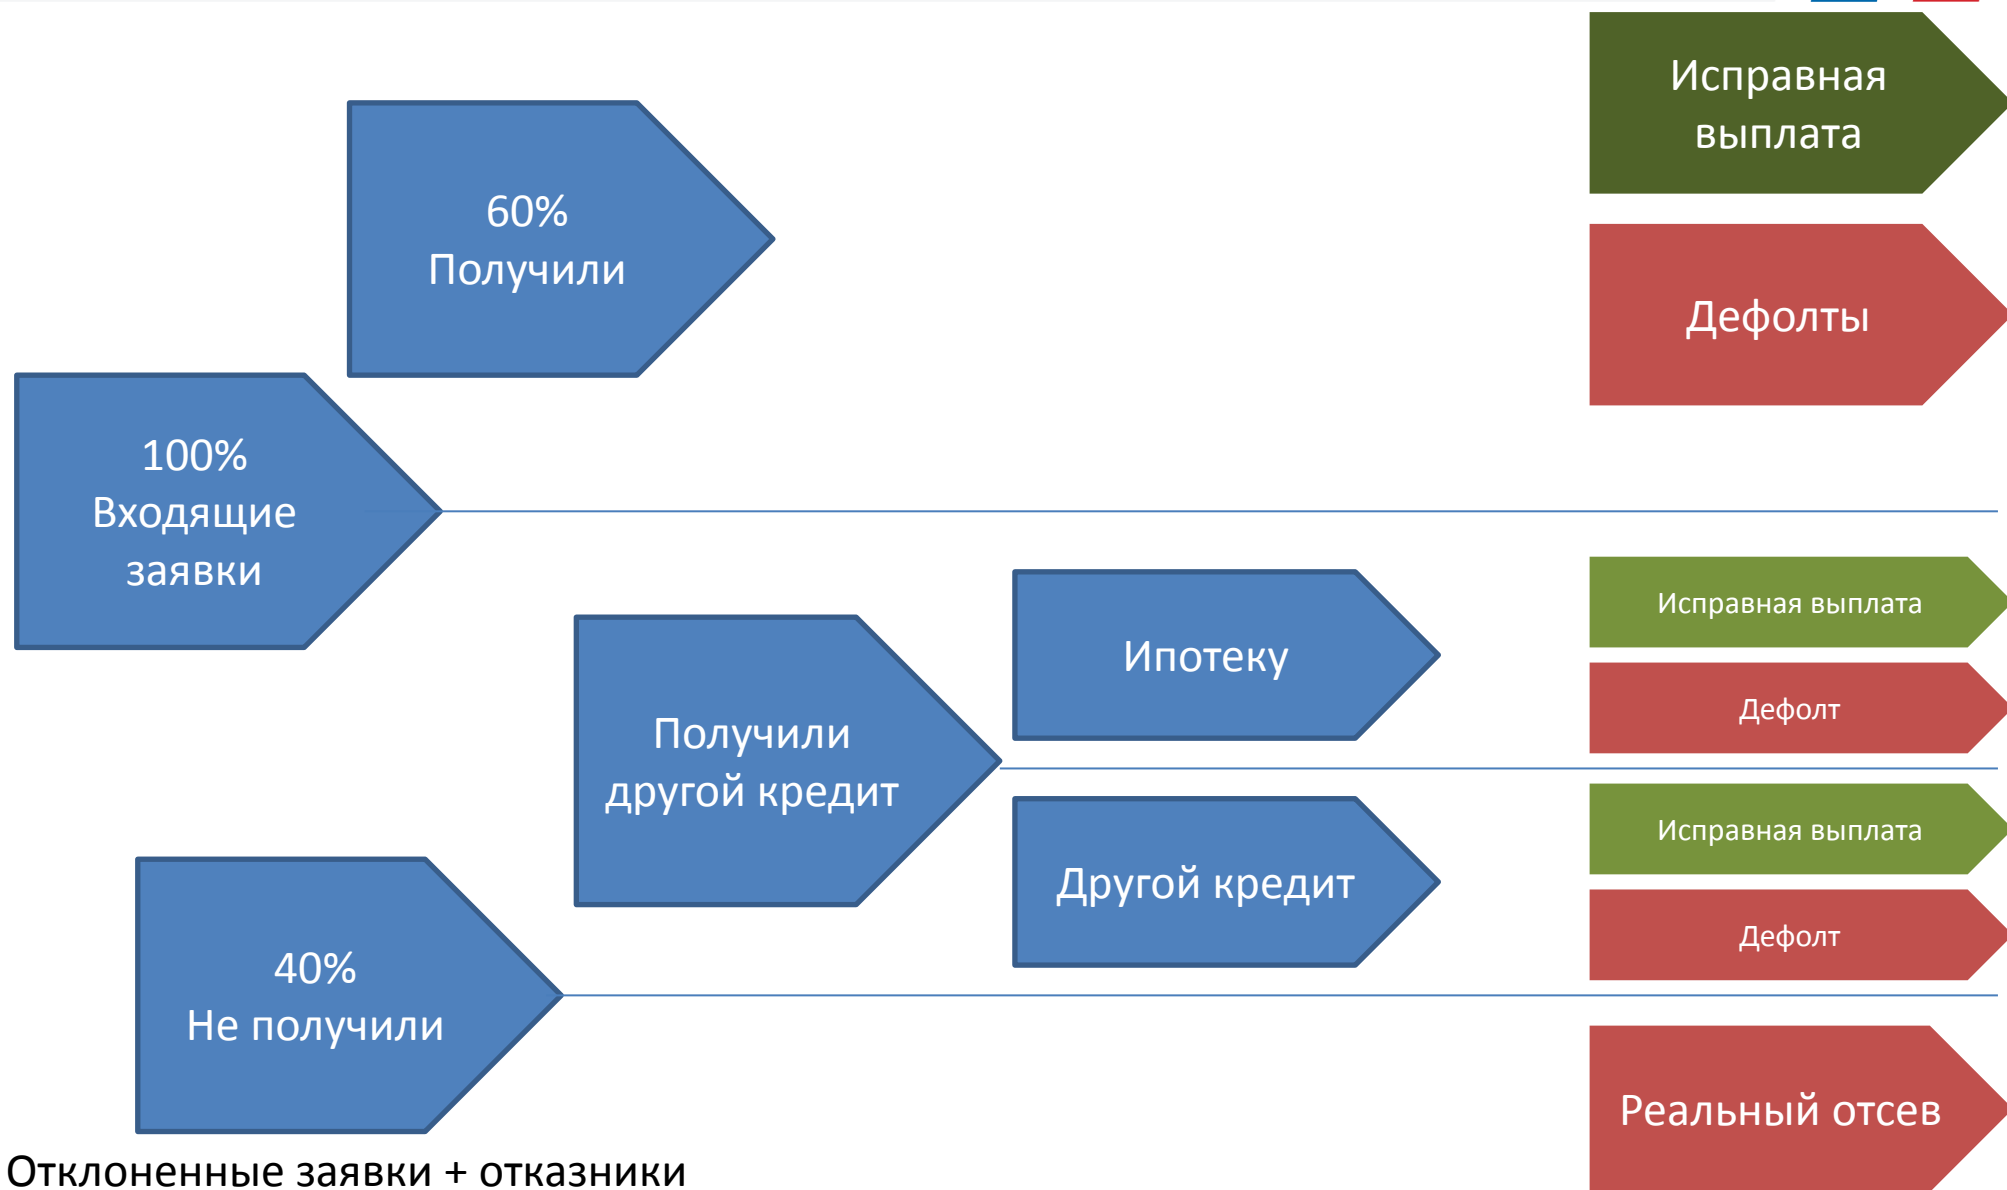 Исправная
выплата
60%
Получили
Дефолты
100%
Входящие
заявки
Исправная выплата
Ипотеку
Дефолт
Получили
другой кредит
Исправная выплата
Другой кредит
Дефолт
40%
Не получили
Реальный отсев
Отклоненные заявки + отказники